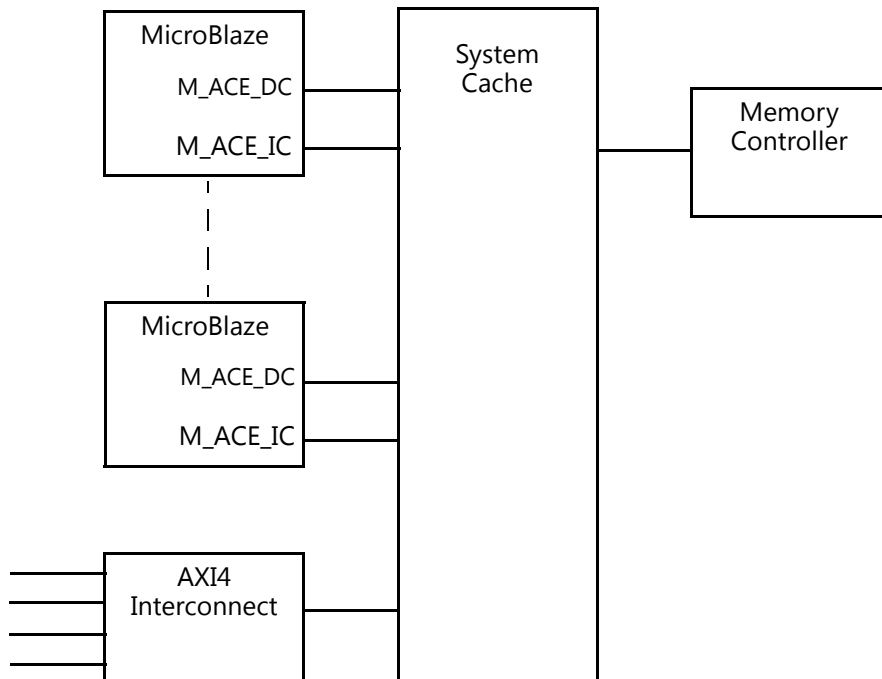 MicroBlaze
M_ACE_DC
M_ACE_IC
System
Cache
Memory
Controller
MicroBlaze
M_ACE_DC
M_ACE_IC
AXI4
Interconnect